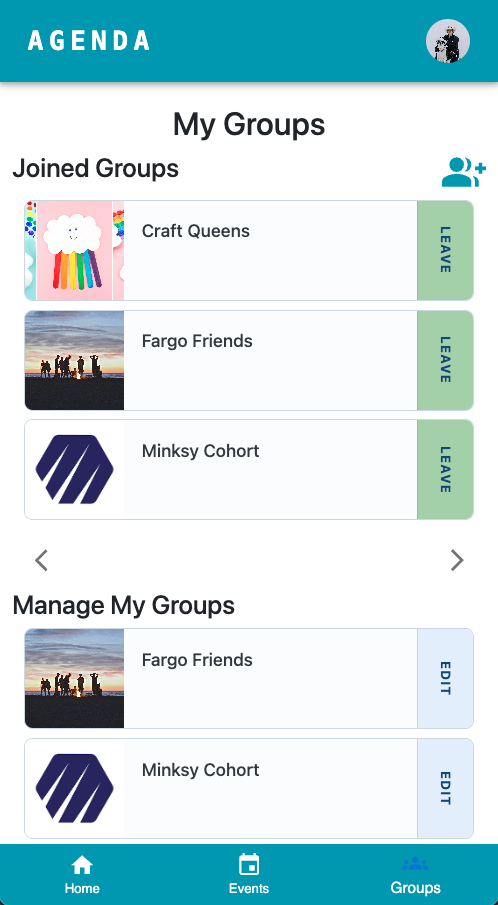 AGENDA
My Groups
Joined Groups
Craft Queens
LEAVE
Fargo Friends
LEAVE
Minksy Cohort
LEAVE
Manage My Groups
Fargo Friends
EDIT
Minksy Cohort
EDIT
Home
Events
Groups